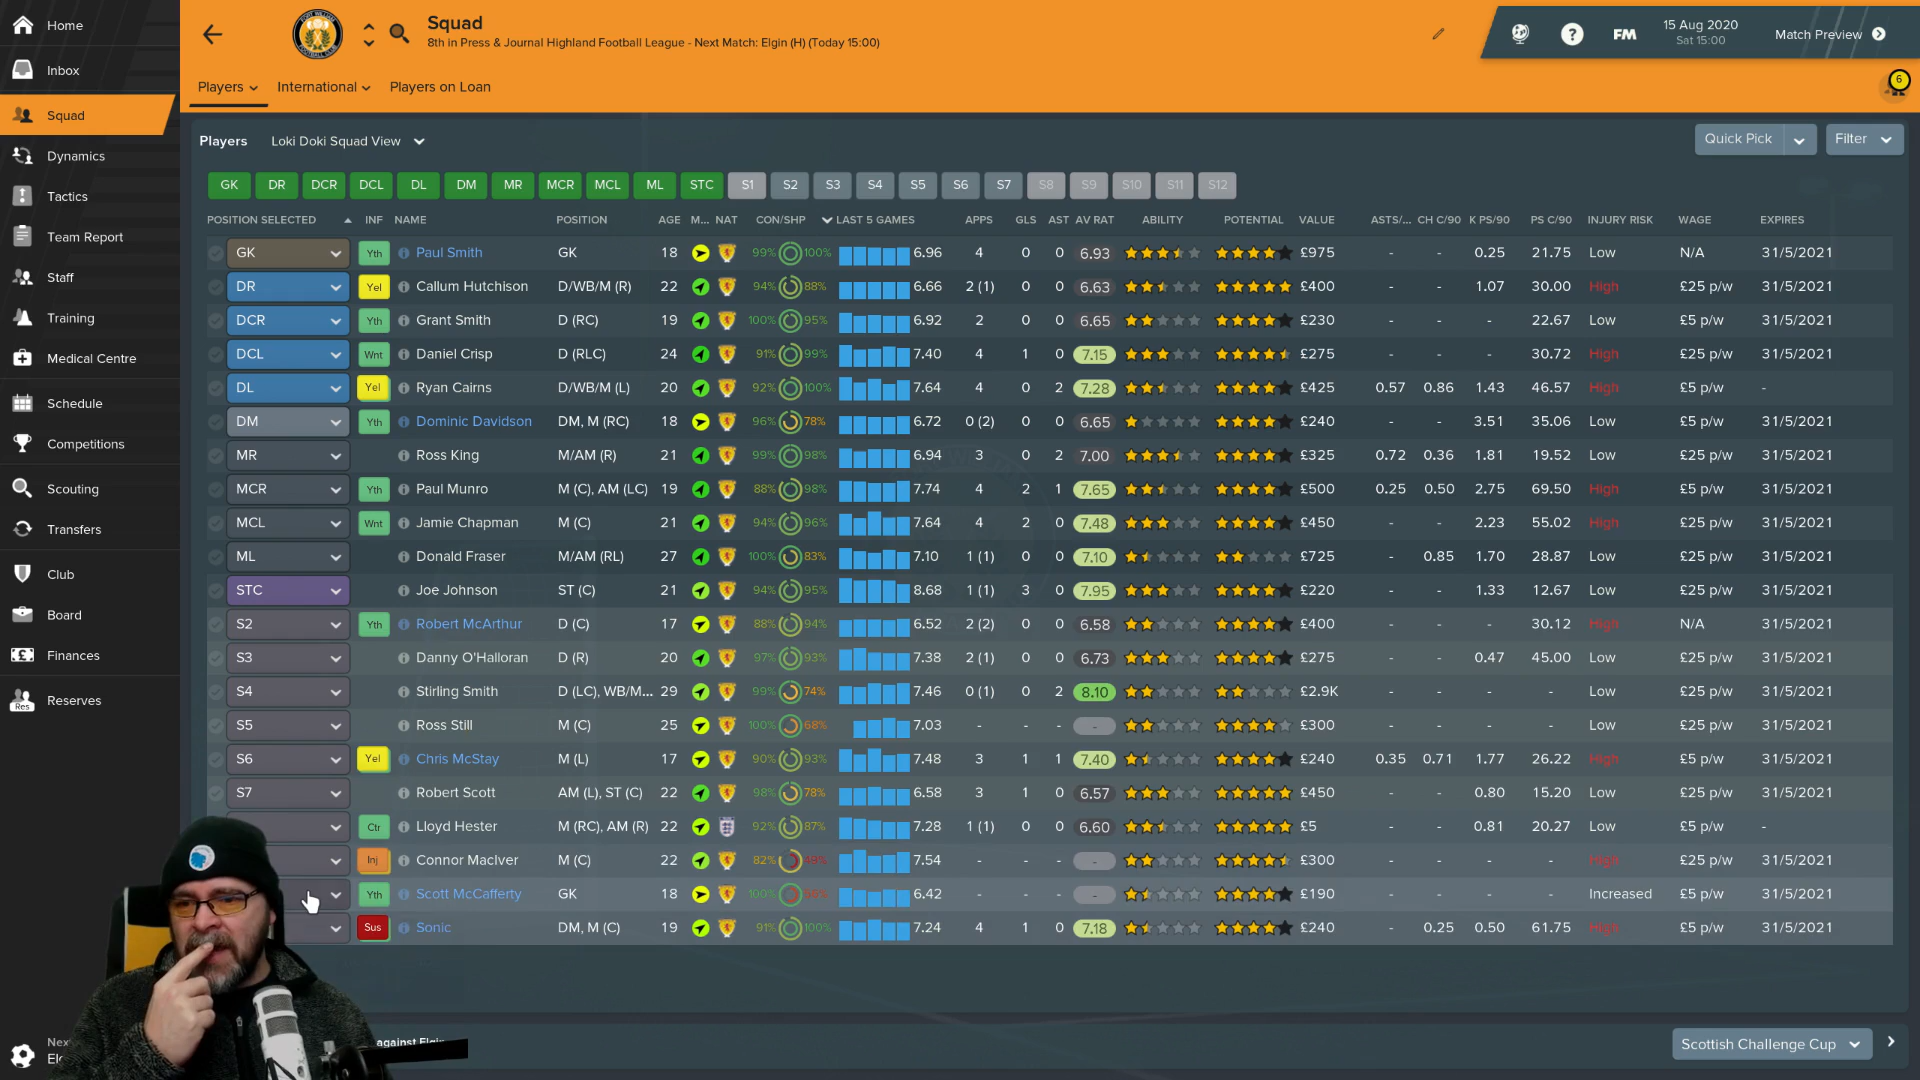 Home
Inbox
Squad
Dynamics
Tactics
Team Report
Staff
Training
Medical Centre
Schedule
Competitions
Scouting
Transfers
Club
Board
Finances
Reserves
Squad
8th in Press & Journal Highland Football League - Next Match: Elgin (H) (Today 15:00)
FM
15 Aug 2020
Sat 15:00
Match Preview
6
Players International Players on Loan
Players Loki Doki Squad View
Quick Pick Filter
GK DR DCR DCL DL DM MR MCR MCL ML STC S1 S2 S3 S4 S5 S6 S7 S8 S9 S10 S11 S12
POSITION SELECTED INF NAME POSITION AGE M... NAT CON/SHP LAST 5 GAMES APPS GLS AST AV RAT ABILITY POTENTIAL VALUE ASTS/... CH C/90 K PS/90 PS C/90 INJURY RISK WAGE EXPIRES
GK Yth Paul Smith GK 18 99% 100% 6.96 4 0 0 6.93 £975 - - 0.25 21.75 Low N/A 31/5/2021
DR Yel Callum Hutchison D/WB/M (R) 22 94% 88% 6.66 2 (1) 0 0 6.63 £400 - - 1.07 30.00 High £25 p/w 31/5/2021
DCR Yth Grant Smith D (RC) 19 100% 95% 6.92 2 0 0 6.65 £230 - - - 22.67 Low £5 p/w 31/5/2021
DCL Wnt Daniel Crisp D (RLC) 24 91% 99% 7.40 4 1 0 7.15 £275 - - - 30.72 High £25 p/w 31/5/2021
DL Yel Ryan Cairns D/WB/M (L) 20 92% 100% 7.64 4 0 2 7.28 £425 0.57 0.86 1.43 46.57 High £5 p/w -
DM Yth Dominic Davidson DM, M (RC) 18 96% 78% 6.72 0 (2) 0 0 6.65 £240 - - 3.51 35.06 Low £5 p/w 31/5/2021
MR Ross King M/AM (R) 21 99% 98% 6.94 3 0 2 7.00 £325 0.72 0.36 1.81 19.52 Low £25 p/w 31/5/2021
MCR Yth Paul Munro M (C), AM (LC) 19 88% 98% 7.74 4 2 1 7.65 £500 0.25 0.50 2.75 69.50 High £5 p/w 31/5/2021
MCL Wnt Jamie Chapman M (C) 21 94% 96% 7.64 4 2 0 7.48 £450 - - 2.23 55.02 High £25 p/w 31/5/2021
ML Donald Fraser M/AM (RL) 27 100% 83% 7.10 1 (1) 0 0 7.10 £725 - 0.85 1.70 28.87 Low £25 p/w 31/5/2021
STC Joe Johnson ST (C) 21 94% 95% 8.68 1 (1) 3 0 7.95 £220 - - 1.33 12.67 Low £25 p/w 31/5/2021
S2 Yth Robert McArthur D (C) 17 88% 94% 6.52 2 (2) 0 0 6.58 £400 - - - 30.12 High N/A 31/5/2021
S3 Danny O'Halloran D (R) 20 97% 93% 7.38 2 (1) 0 0 6.73 £275 - - 0.47 45.00 Low £25 p/w 31/5/2021
S4 Stirling Smith D (LC), WB/M... 29 99% 74% 7.46 0 (1) 0 2 8.10 £2.9K - - - - Low £25 p/w 31/5/2021
S5 Ross Still M (C) 25 100% 68% 7.03 - - - - £300 - - - - Low £25 p/w 31/5/2021
S6 Yel Chris McStay M (L) 17 90% 93% 7.48 3 1 1 7.40 £240 0.35 0.71 1.77 26.22 High £5 p/w 31/5/2021
S7 Robert Scott AM (L), ST (C) 22 98% 78% 6.58 3 1 0 6.57 £450 - - 0.80 15.20 Low £25 p/w 31/5/2021
Ctr Lloyd Hester M (RC), AM (R) 22 92% 87% 7.28 1 (1) 0 0 6.60 £5 - - 0.81 20.27 Low £5 p/w -
Inj Connor MacIver M (C) 22 82% 7.54 - - - - £300 - - - - High £25 p/w 31/5/2021
Yth Scott McCafferty GK 18 100% 6.42 - - - - £190 - - - - Increased £5 p/w 31/5/2021
Sus Sonic DM, M (C) 19 91% 100% 7.24 4 1 0 7.18 £240 - 0.25 0.50 61.75 High £5 p/w 31/5/2021
against Elgin
Scottish Challenge Cup